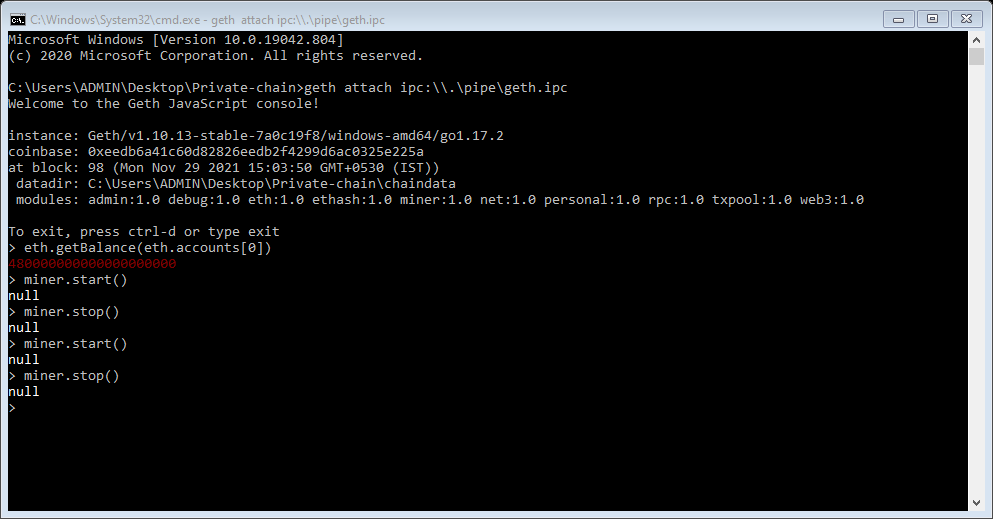 C:\Windows\System32\cmd.exe - geth attach ipc:\\.\pipe\geth.ipc
Microsoft Windows [Version 10.0.19042.804]
(c) 2020 Microsoft Corporation. All rights reserved.
C:\Users\ADMIN\Desktop\Private-chain>geth attach ipc:\\.\pipe\geth.ipc
Welcome to the Geth JavaScript console!
instance: Geth/v1.10.13-stable-7a0c19f8/windows-amd64/go1.17.2
coinbase: 0xeedb6a41c60d82826eedb2f4299d6ac0325e225a
at block: 98 (Mon Nov 29 2021 15:03:50 GMT+0530 (IST))
 datadir: C:\Users\ADMIN\Desktop\Private-chain\chaindata
 modules: admin:1.0 debug:1.0 eth:1.0 ethash:1.0 miner:1.0 net:1.0 personal:1.0 rpc:1.0 txpool:1.0 web3:1.0
To exit, press ctrl-d or type exit
> eth.getBalance(eth.accounts[0])
480000000000000000000
> miner.start()
null
> miner.stop()
null
> miner.start()
null
> miner.stop()
null
>